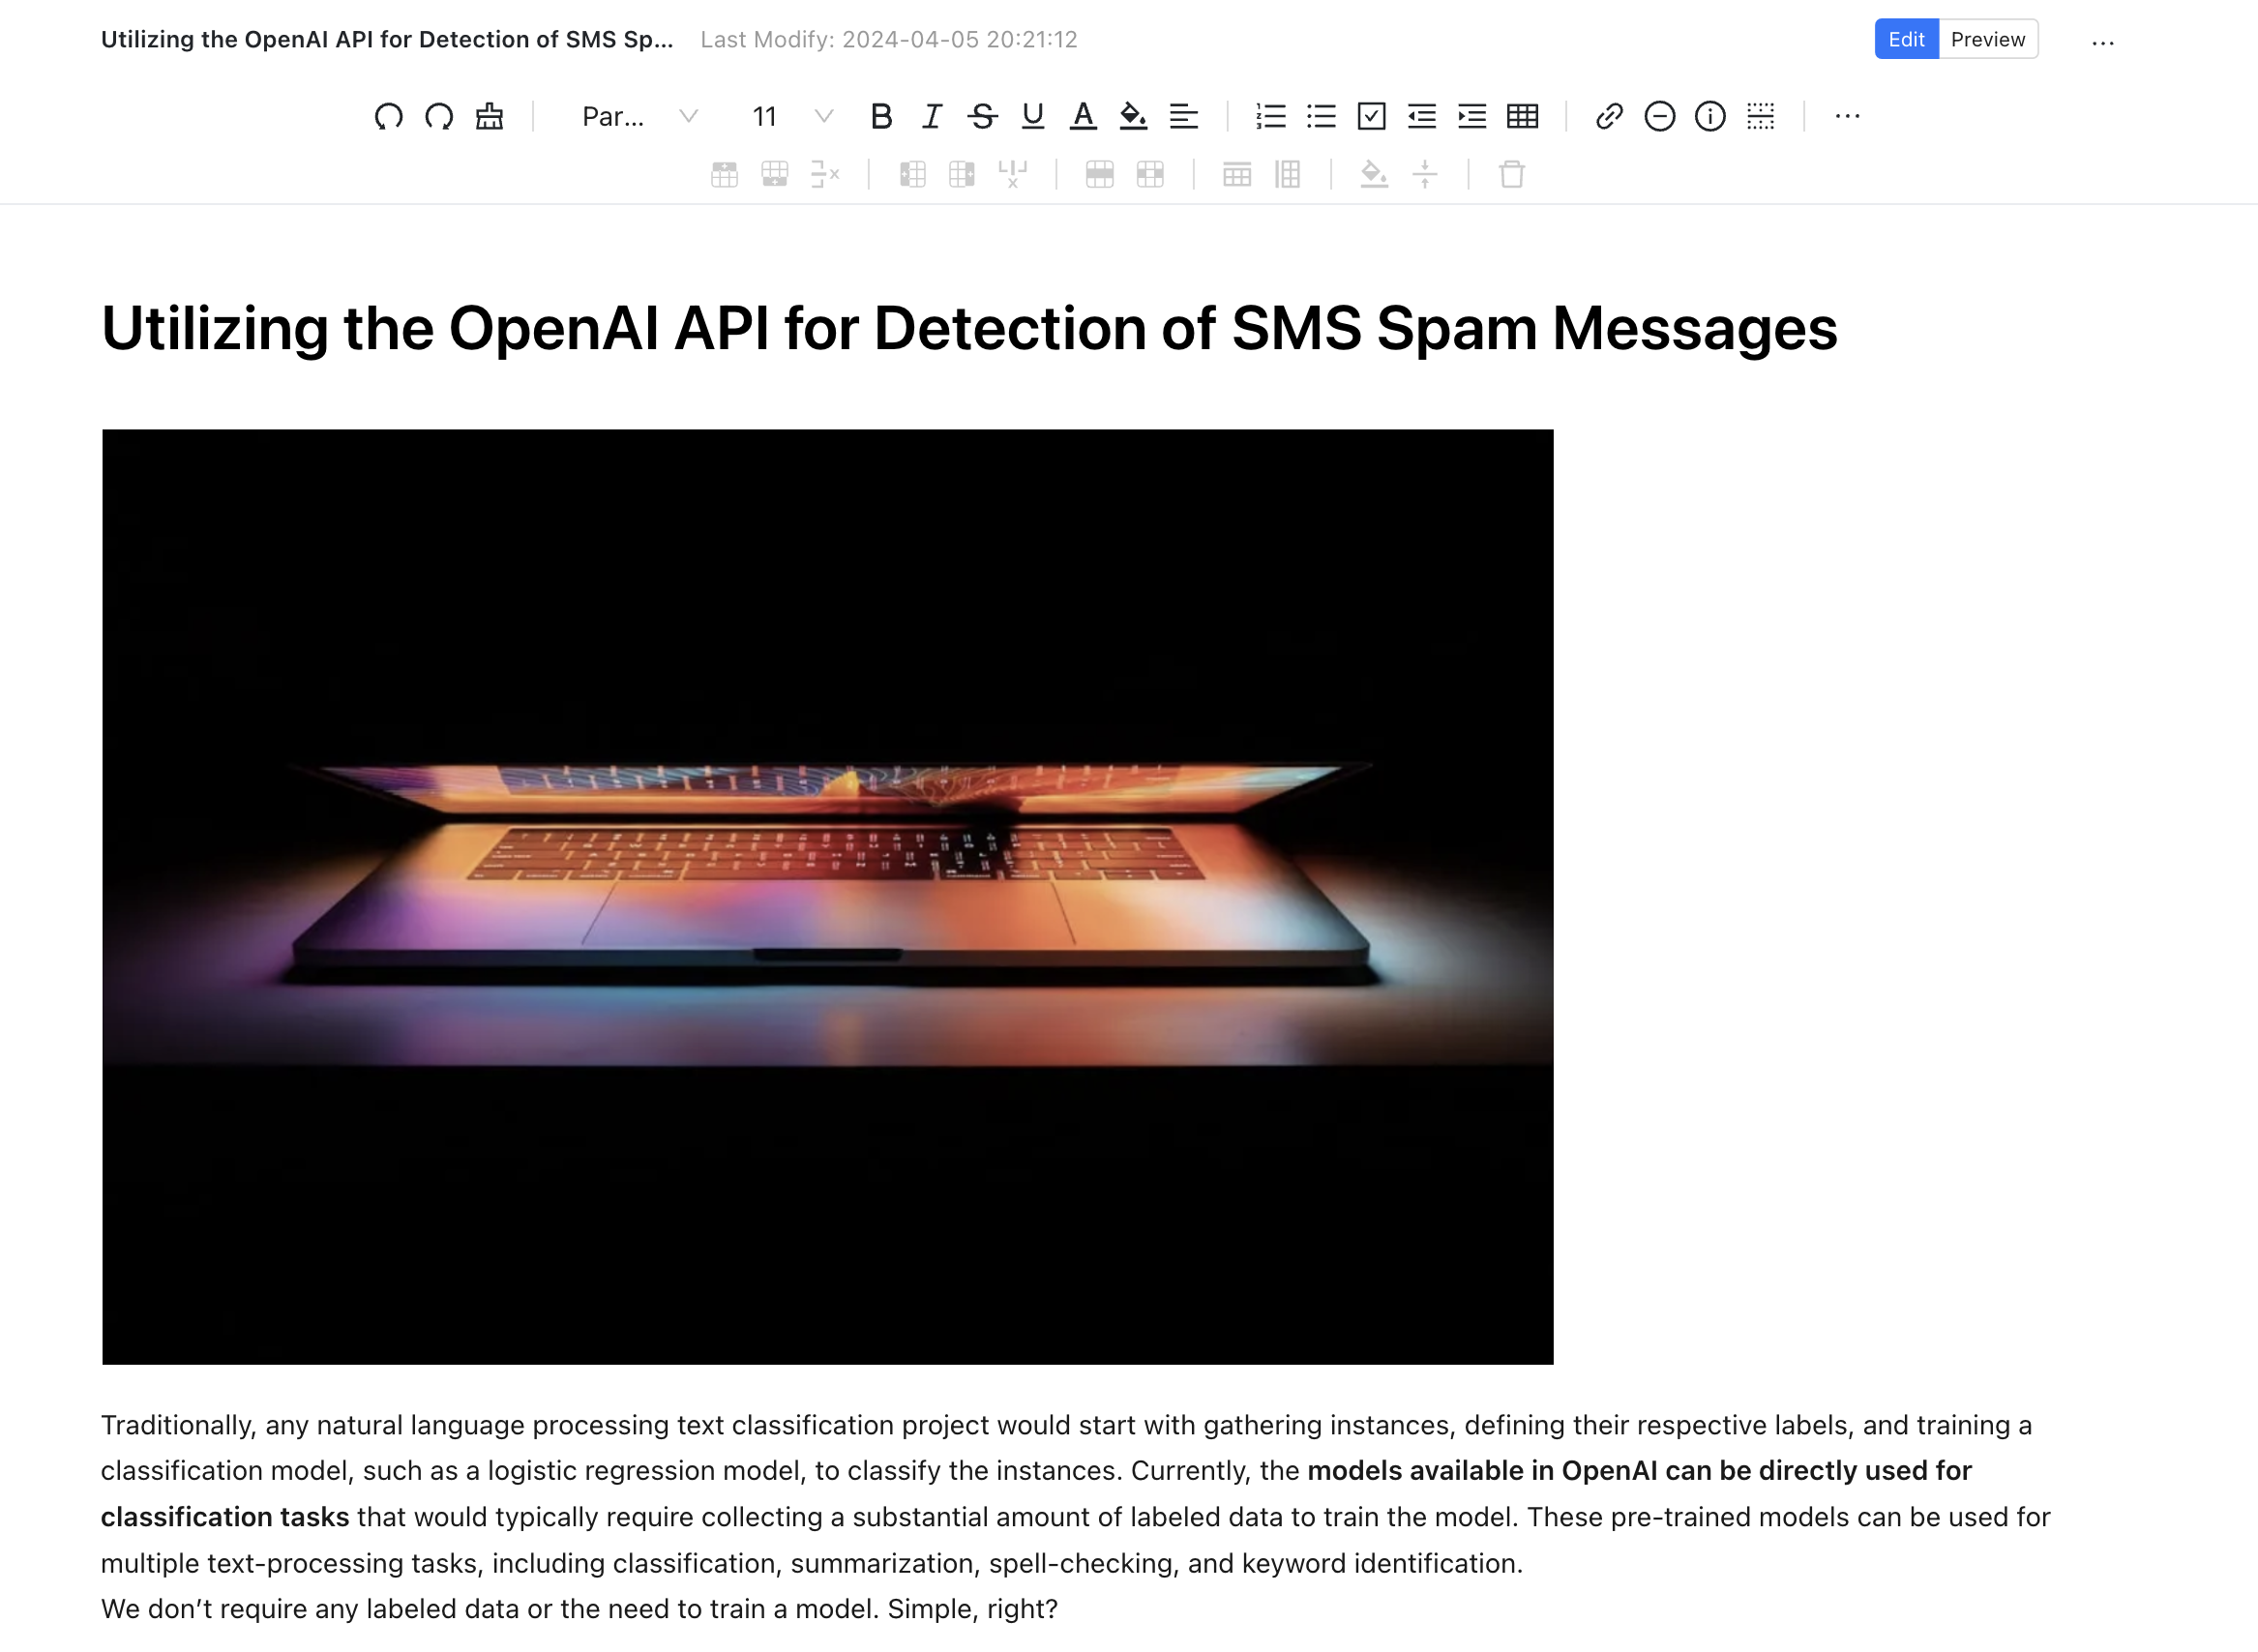 Utilizing the OpenAI API for Detection of SMS Sp... Last Modify: 2024-04-05 20:21:12 Edit Preview ...
Par... 11 B I S U A ...
Utilizing the OpenAI API for Detection of SMS Spam Messages
Traditionally, any natural language processing text classification project would start with gathering instances, defining their respective labels, and training a
classification model, such as a logistic regression model, to classify the instances. Currently, the models available in OpenAI can be directly used for
classification tasks that would typically require collecting a substantial amount of labeled data to train the model. These pre-trained models can be used for
multiple text-processing tasks, including classification, summarization, spell-checking, and keyword identification.
We don’t require any labeled data or the need to train a model. Simple, right?